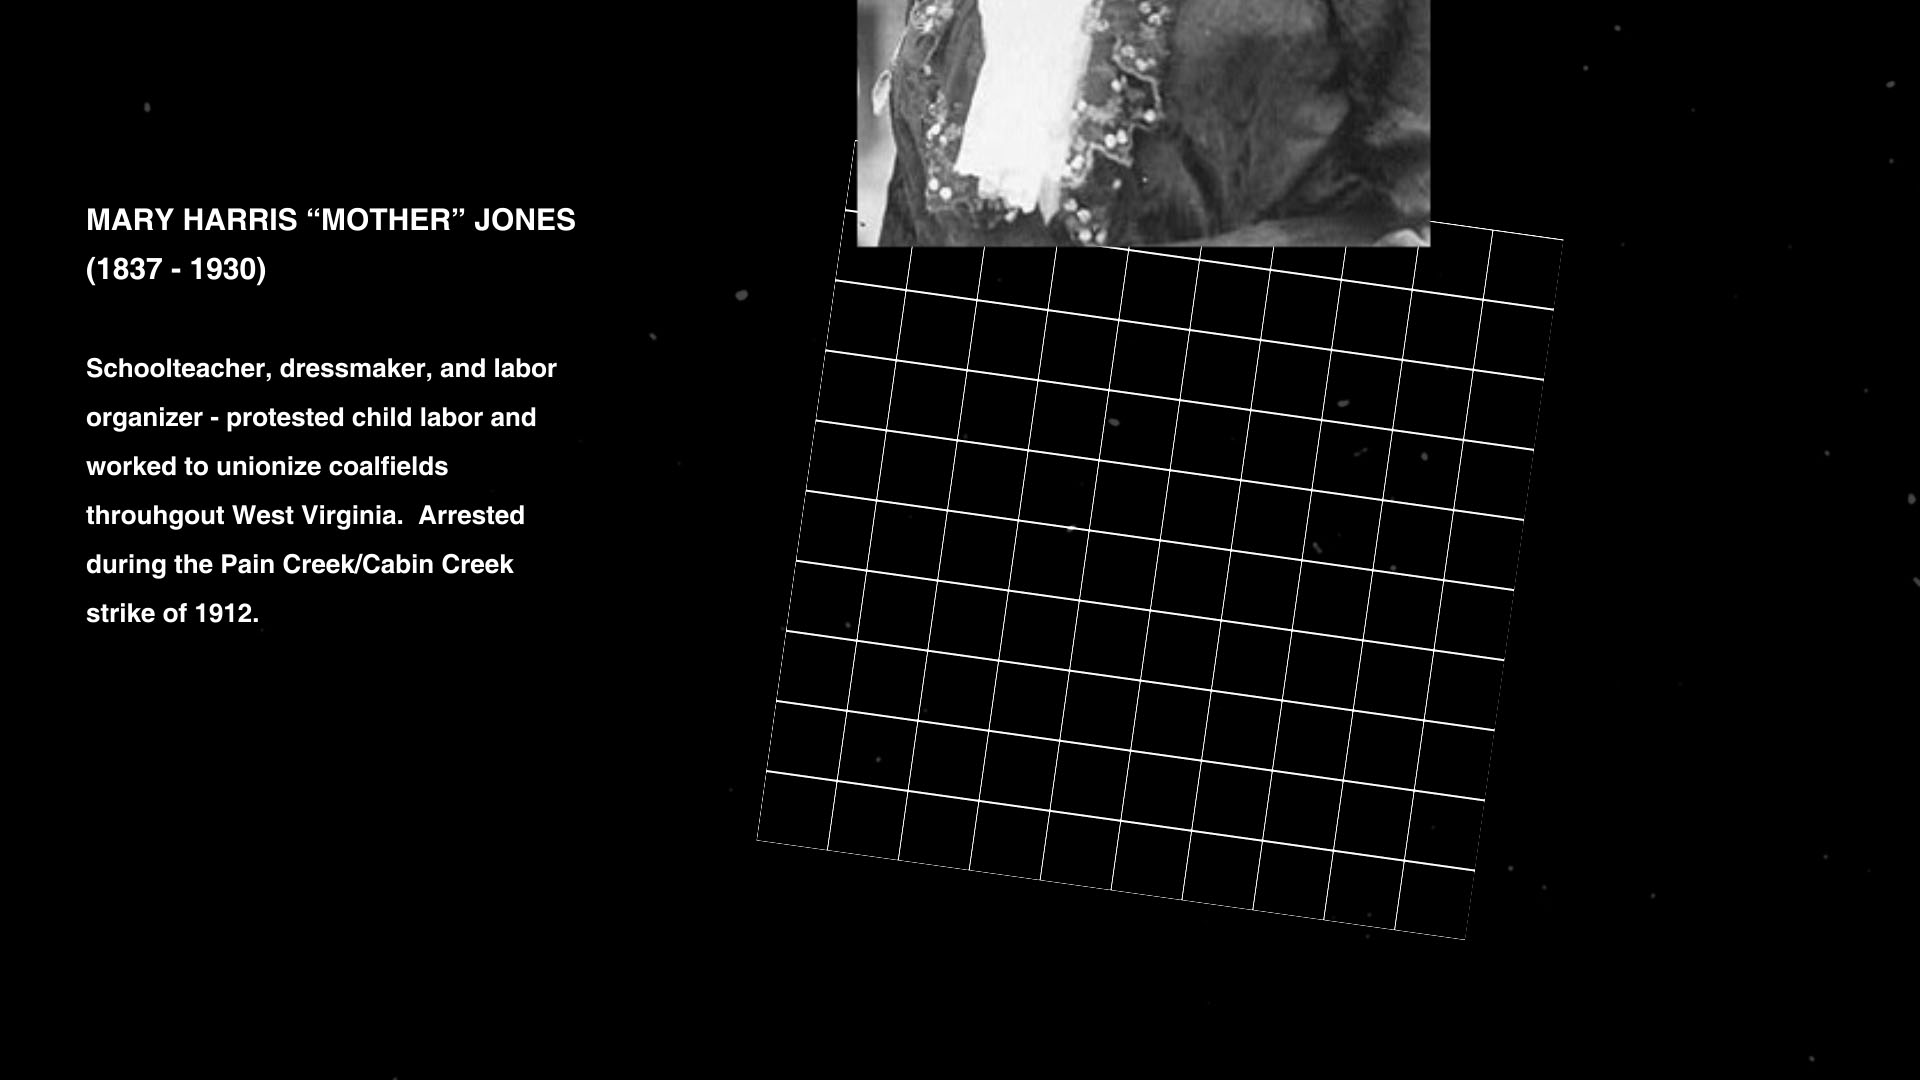 MARY HARRIS “MOTHER” JONES
(1837 - 1930)
Schoolteacher, dressmaker, and labor
organizer - protested child labor and
worked to unionize coalfields
throuhgout West Virginia.  Arrested
during the Pain Creek/Cabin Creek
strike of 1912.